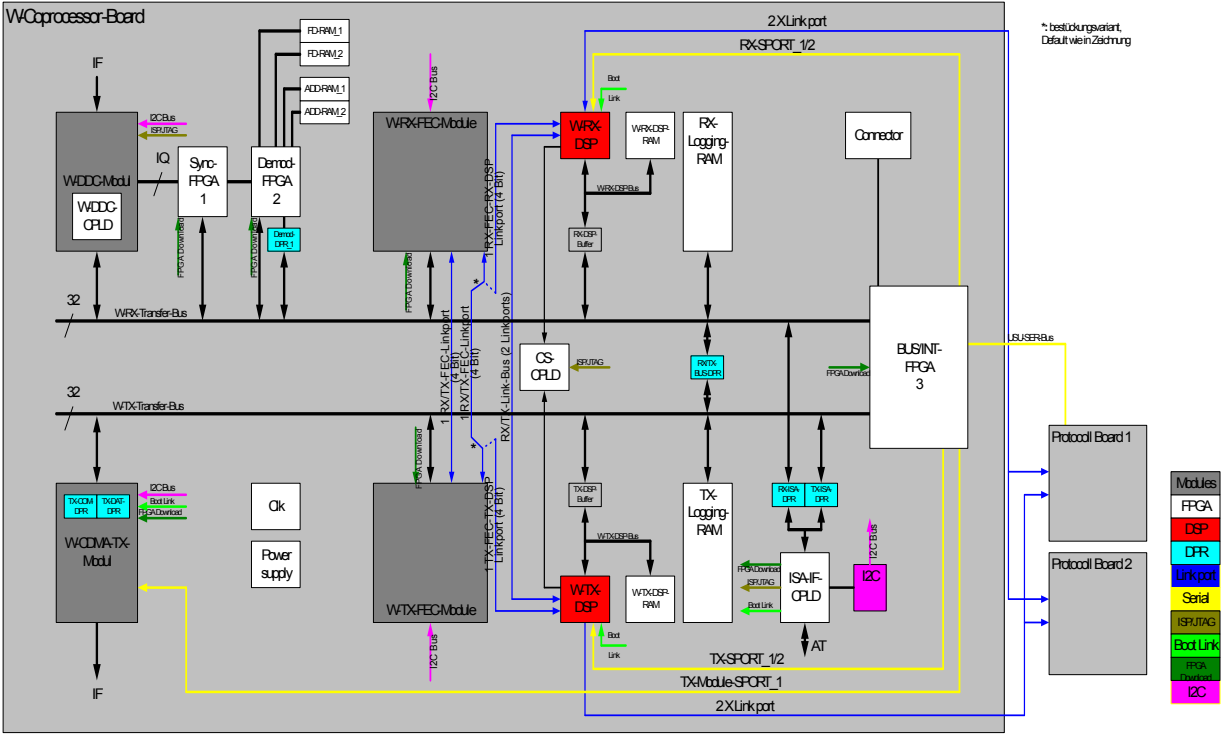 W-Coprocessor-Board
2 X Link port
RX-SPORT_1/2
*: bestückungsvariant,
Default wie in Zeichnung
IF
FD-RAM_1
FD-RAM_2
ADD-RAM_1
ADD-RAM_2
I2C Bus
ISP/JTAG
W-DDC-Modul
W-DDC-
CPLD
IQ
Sync-
FPGA
1
Demod-
FPGA
2
Demod-
DPR_1
FPGA Download
FPGA Download
I2C Bus
W-RX-FEC-Module
FPGA Download
1 RX-FEC-RX-DSP
Linkport (4 Bit)
Boot
Link
W-RX-
DSP
W-RX-DSP-
RAM
W-RX-DSP Bus
RX-DSP-
Buffer
RX-
Logging-
RAM
Connector
32
W-RX-Transfer-Bus
*
1 RX/TX-FEC-Linkport
(4 Bit)
1 RX/TX-FEC-Linkport
(4 Bit)
RX/TX-Link-Bus (2 Linkports)
CS-
CPLD
ISP/JTAG
RX/TX-
BUS-DPR
BUS/INT-
FPGA
3
FPGA Download
USU-SER-Bus
32
W-TX-Transfer-Bus
*
FPGA Download
1 TX-FEC-TX-DSP
Linkport (4 Bit)
TX-COM-
DPR
TX-DAT-
DPR
I2C Bus
Boot Link
FPGA Download
W-CDMA-TX-
Modul
IF
Clk
Power
supply
W-TX-FEC-Module
I2C Bus
TX-DSP-
Buffer
W-TX-DSP Bus
W-TX-
DSP
W-TX-DSP-
RAM
Boot
Link
TX-
Logging-
RAM
RX-ISA-
DPR
TX-ISA-
DPR
FPGA Download
ISP/JTAG
Boot Link
ISA-IF-
CPLD
I2C Bus
I2C
AT
TX-SPORT_1/2
TX-Module-SPORT_1
2 X Link port
Protocoll Board 1
Protocoll Board 2
Modules
FPGA
DSP
DPR
Link port
Serial
ISP/JTAG
Boot Link
FPGA
Download
I2C